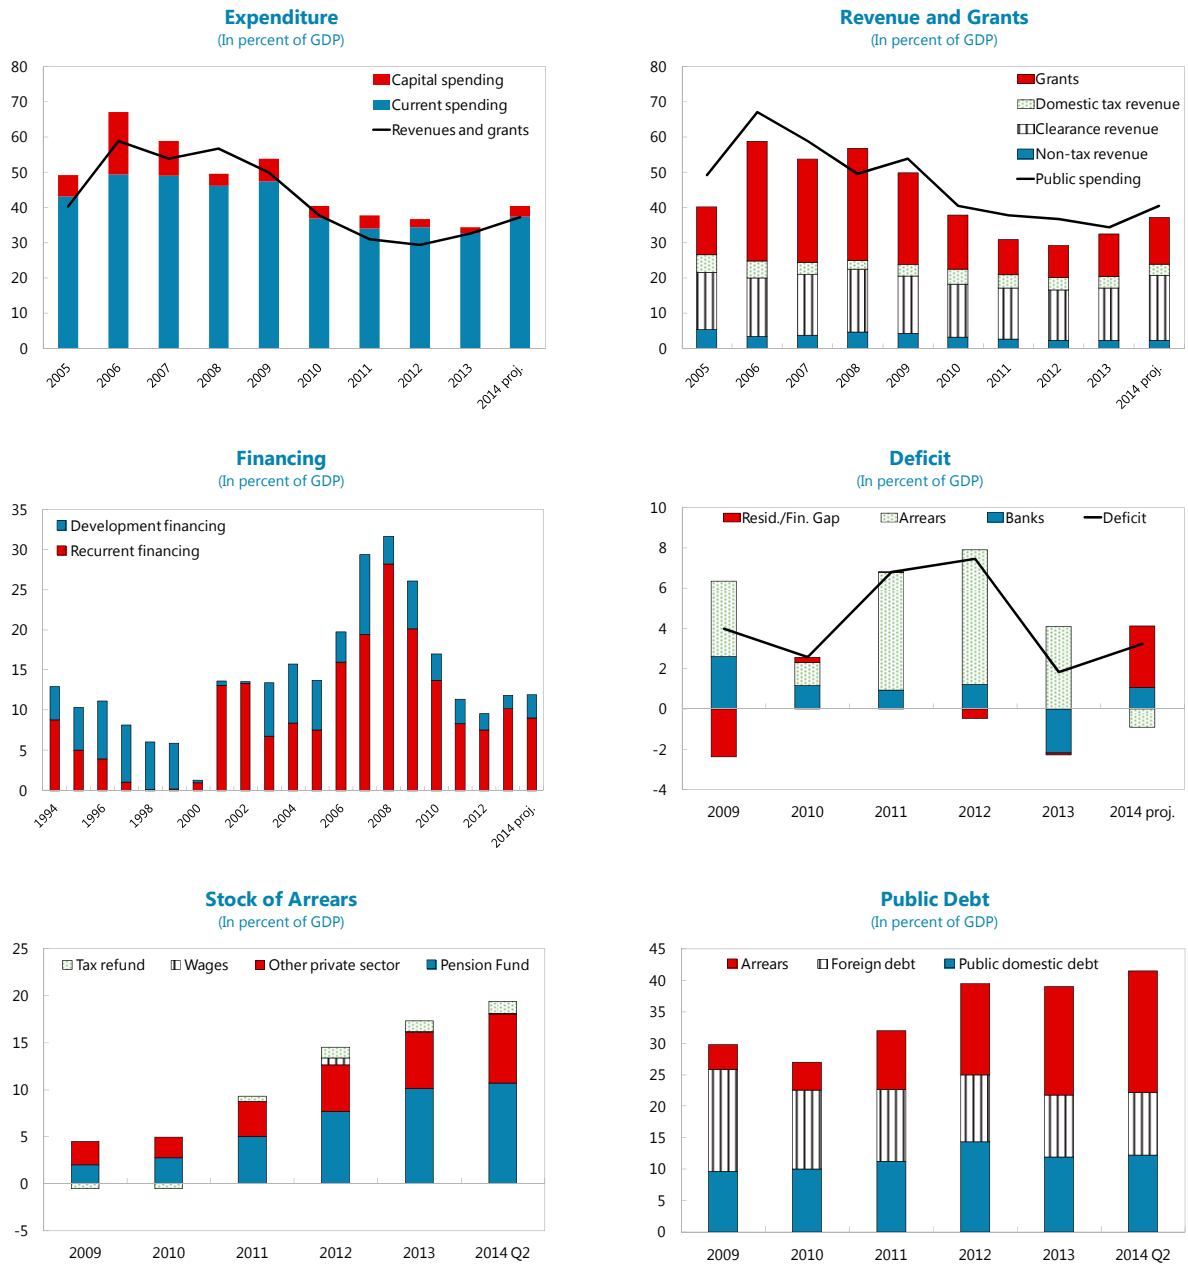 Expenditure
(In percent of GDP)
80
70
60
50
40
30
20
10
0
Capital spending
Current spending
Revenues and grants
2005
2006
2007
2008
2009
2010
2011
2012
2013
2014 proj.
Revenue and Grants
(In percent of GDP)
80
70
60
50
40
30
20
10
0
Grants
Domestic tax revenue
Clearance revenue
Non-tax revenue
Public spending
2005
2006
2007
2008
2009
2010
2011
2012
2013
2014 proj.
Financing
(In percent of GDP)
35
30
25
20
15
10
5
0
Development financing
Recurrent financing
1994
1996
1998
2000
2002
2004
2006
2008
2010
2012
2014 proj.
Deficit
(In percent of GDP)
10
8
6
4
2
0
-2
-4
Resid./Fin. Gap
Arrears
Banks
Deficit
2009
2010
2011
2012
2013
2014 proj.
Stock of Arrears
(In percent of GDP)
25
20
15
10
5
0
-5
Tax refund
Wages
Other private sector
Pension Fund
2009
2010
2011
2012
2013
2014 Q2
Public Debt
(In percent of GDP)
45
40
35
30
25
20
15
10
5
0
Arrears
Foreign debt
Public domestic debt
2009
2010
2011
2012
2013
2014 Q2